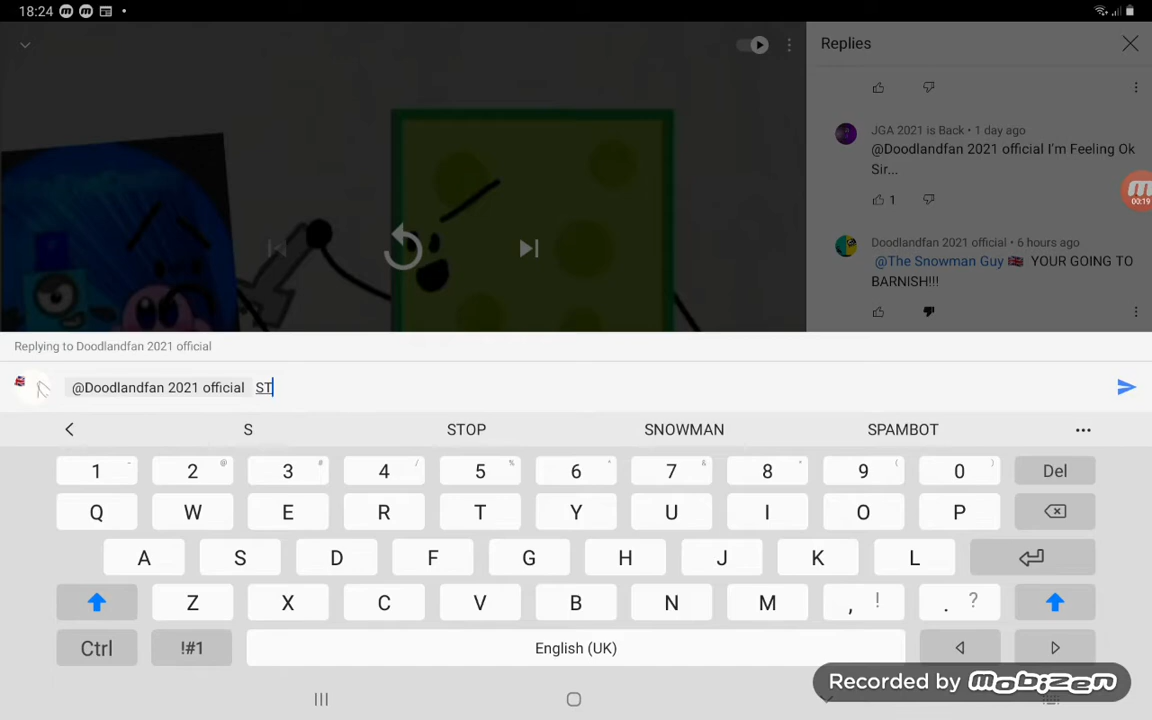 18:24
Replies
JGA 2021 is Back • 1 day ago
@Doodlandfan 2021 official I'm Feeling Ok
Sir...
1
00:19
Doodlandfan 2021 official • 6 hours ago
@The Snowman Guy 🇬🇧 YOUR GOING TO
BARNISH!!!
Replying to Doodlandfan 2021 official
@Doodlandfan 2021 official ST
S STOP SNOWMAN SPAMBOT
1 - 2 @ 3 # 4 / 5 % 6 ^ 7 & 8 * 9 ( 0 ) Del
Q W E R T Y U I O P
A S D F G H J K L
Z X C V B N M , ! . ?
Ctrl !#1 English (UK)
Recorded by mobizen